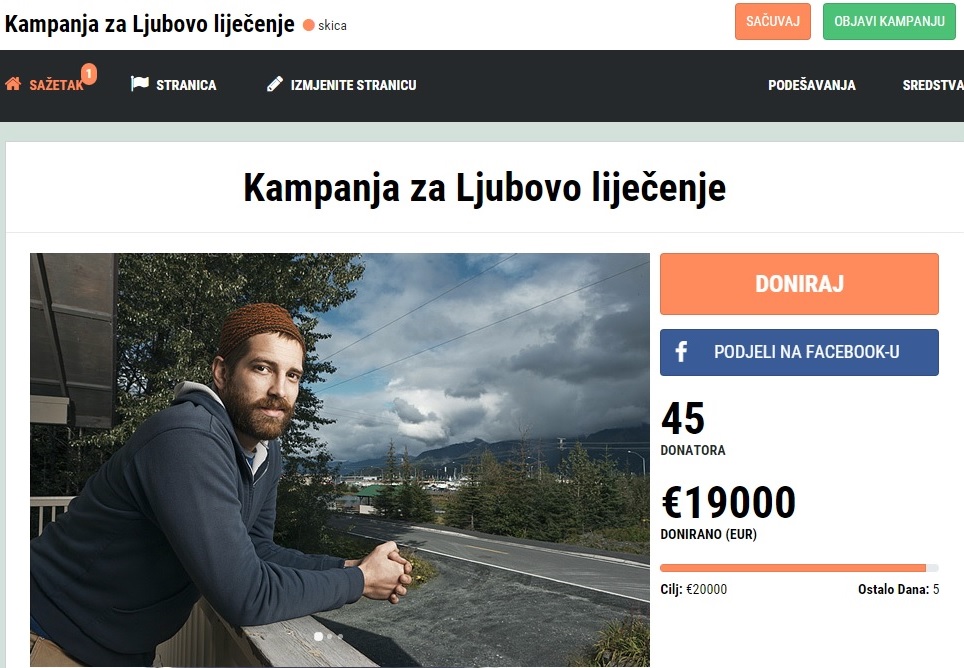 Kampanja za Ljubovo liječenje skica
SAČUVAJ
OBJAVI KAMPANJU
SAŽETAK 1
STRANICA
IZMJENITE STRANICU
PODEŠAVANJA
SREDSTVA
Kampanja za Ljubovo liječenje
DONIRAJ
PODJELI NA FACEBOOK-U
45
DONATORA
€19000
DONIRANO (EUR)
Cilj: €20000
Ostalo Dana: 5